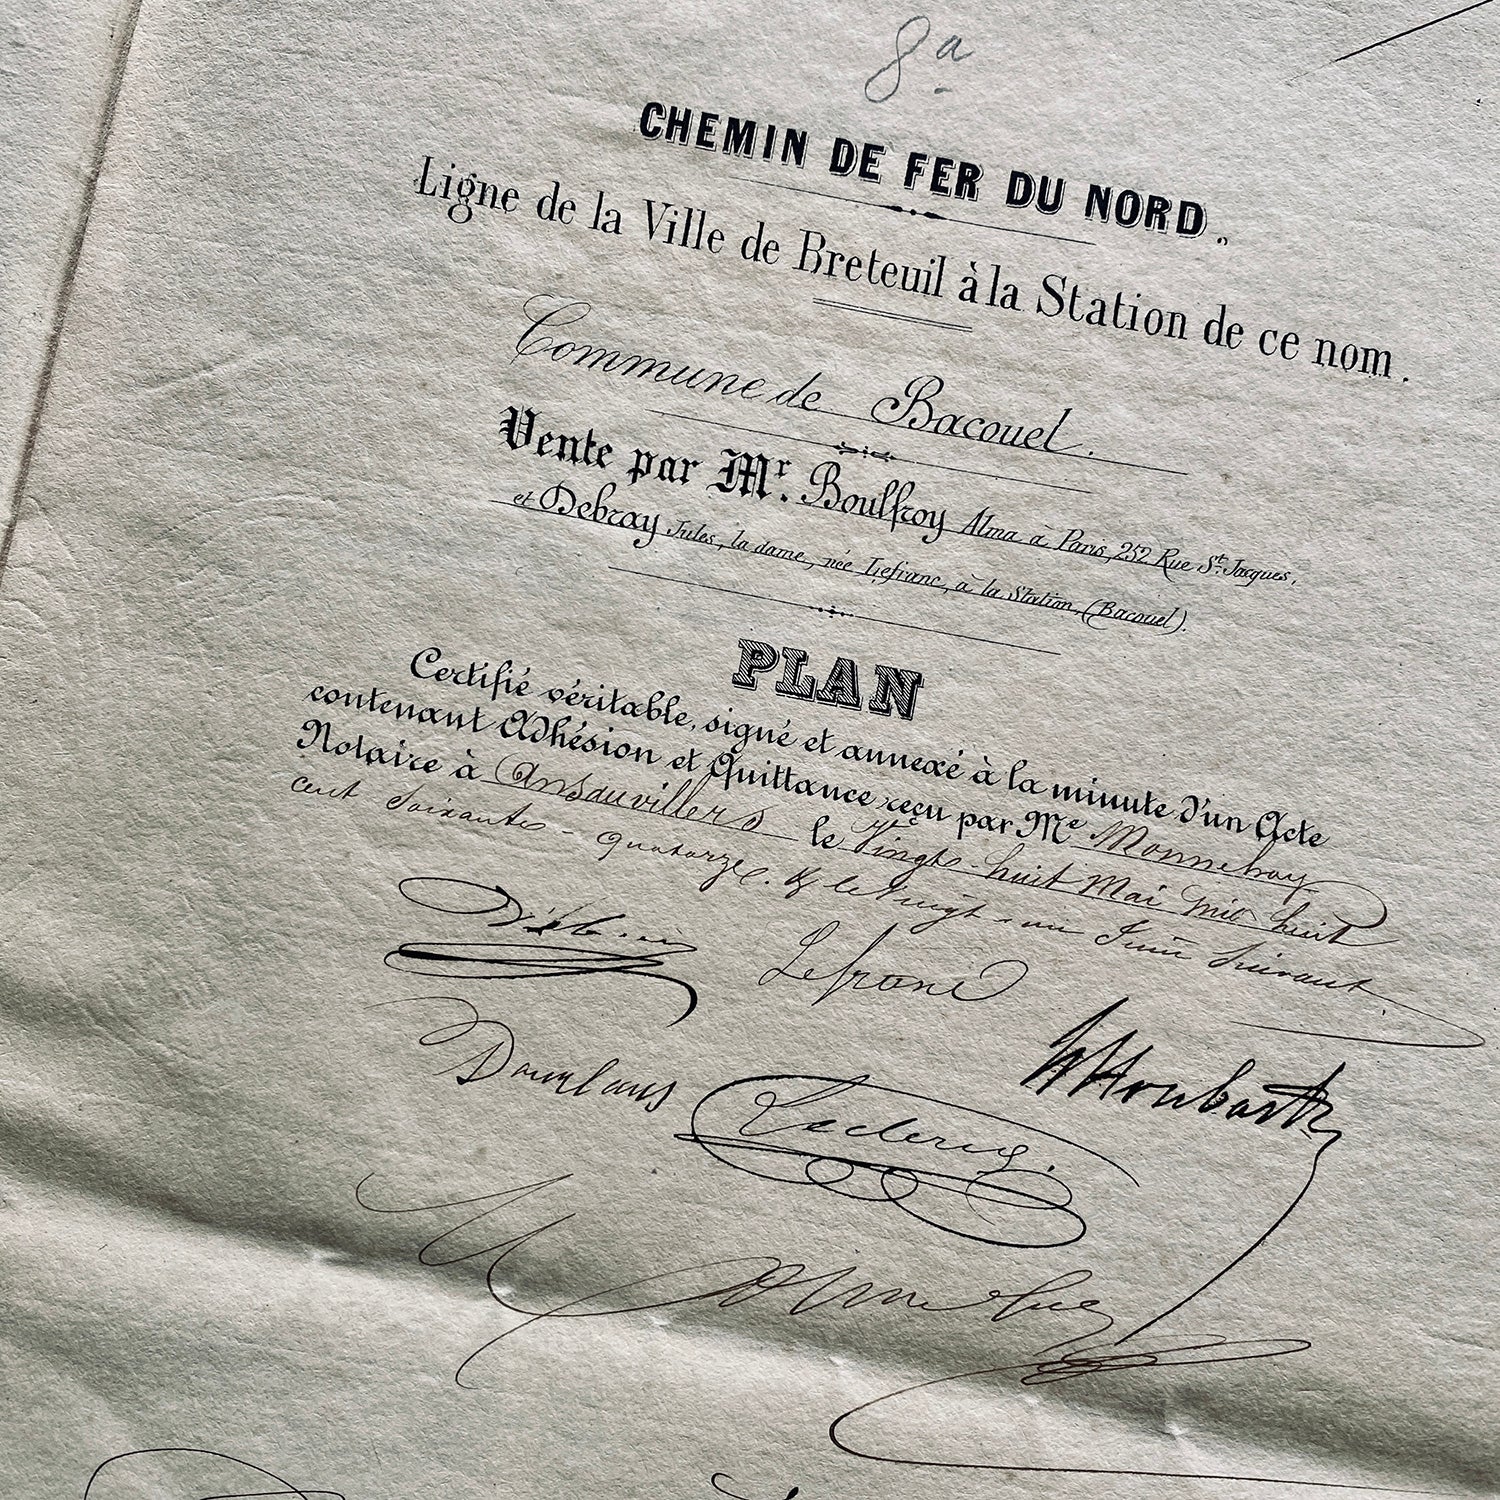 8a
CHEMIN DE FER DU NORD.
Ligne de la Ville de Breteuil à la Station de ce nom.
Commune de Bacouel.
Vente par Mr. Boulfroy Alma à Paris, 252 Rue St. Jacques,
et Debray Jules, la dame, née Lefranc, à la Station, (Bacouel).
PLAN
Certifié véritable, signé et annexé à la minute d'un Acte
contenant Adhésion et Quittance reçu par Me Monnehay
Notaire à Ansauvillers le Vingt-huit Mai mil huit
cent soixante-quatorze. & le vingt-un Juin suivant
Lefranc
Dourlans
Leclercq.